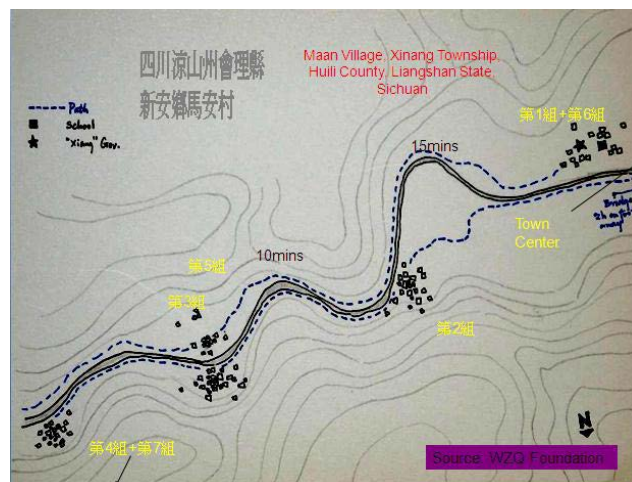 四川涼山州會理縣
新安鄉馬安村
Maan Village, Xinang Township,
Huili County, Liangshan State,
Sichuan
Path
School
"Xiang" Gov.
第1組+第6組
15mins
Town
Center
10mins
第5組
第3組
第2組
第4組+第7組
N
Source: WZQ Foundation